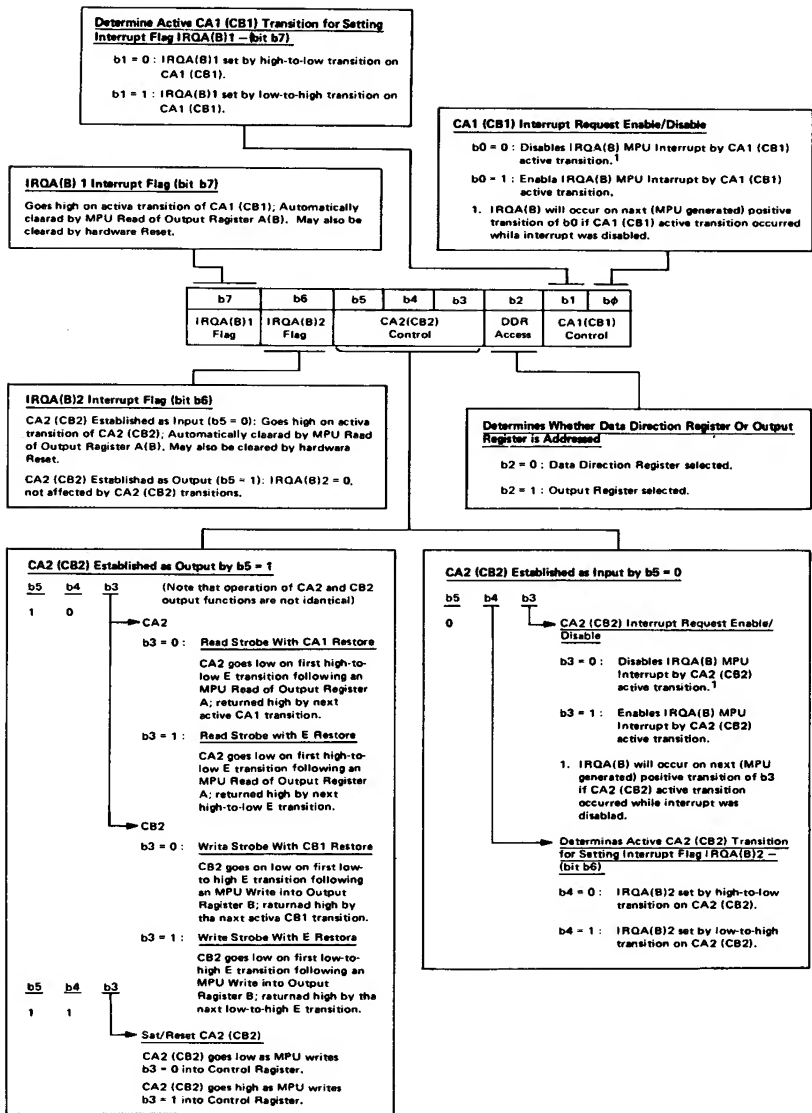 Determine Active CA1 (CB1) Transition for Setting
Interrupt Flag IRQA(B)1 – (bit b7)
b1 = 0 : IRQA(B)1 set by high-to-low transition on
CA1 (CB1).
b1 = 1 : IRQA(B)1 set by low-to-high transition on
CA1 (CB1).
CA1 (CB1) Interrupt Request Enable/Disable
b0 = 0 : Disables IRQA(B) MPU Interrupt by CA1 (CB1)
active transition.1
b0 = 1 : Enable IRQA(B) MPU Interrupt by CA1 (CB1)
active transition.
1. IRQA(B) will occur on next (MPU generated) positive
transition of b0 if CA1 (CB1) active transition occurred
while interrupt was disabled.
IRQA(B) 1 Interrupt Flag (bit b7)
Goes high on active transition of CA1 (CB1); Automatically
cleared by MPU Read of Output Register A(B). May also be
cleared by hardware Reset.
b7 b6 b5 b4 b3 b2 b1 bφ
IRQA(B)1 IRQA(B)2 CA2(CB2) DDR CA1(CB1)
Flag Flag Control Access Control
IRQA(B)2 Interrupt Flag (bit b6)
CA2 (CB2) Established as Input (b5 = 0): Goes high on active
transition of CA2 (CB2); Automatically cleared by MPU Read
of Output Register A(B). May also be cleared by hardware
Reset.
CA2 (CB2) Established as Output (b5 = 1): IRQA(B)2 = 0,
not affected by CA2 (CB2) transitions.
Determines Whether Data Direction Register Or Output
Register is Addressed
b2 = 0 : Data Direction Register selected.
b2 = 1 : Output Register selected.
CA2 (CB2) Established as Output by b5 = 1
b5 b4 b3 (Note that operation of CA2 and CB2
output functions are not identical)
1 0
CA2
b3 = 0 : Read Strobe With CA1 Restore
CA2 goes low on first high-to-
low E transition following an
MPU Read of Output Register
A; returned high by next
active CA1 transition.
b3 = 1 : Read Strobe with E Restore
CA2 goes low on first high-to-
low E transition following an
MPU Read of Output Register
A; returned high by next
high-to-low E transition.
CB2
b3 = 0 : Write Strobe With CB1 Restore
CB2 goes on low on first low-
to high E transition following
an MPU Write into Output
Register B; returned high by
the next active CB1 transition.
b3 = 1 : Write Strobe With E Restore
CB2 goes low on first low-to-
high E transition following an
MPU Write into Output
Register B; returned high by the
next low-to-high E transition.
b5 b4 b3
1 1
Set/Reset CA2 (CB2)
CA2 (CB2) goes low as MPU writes
b3 = 0 into Control Register.
CA2 (CB2) goes high as MPU writes
b3 = 1 into Control Register.
CA2 (CB2) Established as Input by b5 = 0
b5 b4 b3
0
CA2 (CB2) Interrupt Request Enable/
Disable
b3 = 0 : Disables IRQA(B) MPU
Interrupt by CA2 (CB2)
active transition.1
b3 = 1 : Enables IRQA(B) MPU
Interrupt by CA2 (CB2)
active transition.
1. IRQA(B) will occur on next (MPU
generated) positive transition of b3
if CA2 (CB2) active transition
occurred while interrupt was
disabled.
Determines Active CA2 (CB2) Transition
for Setting Interrupt Flag IRQA(B)2 –
(bit b6)
b4 = 0 : IRQA(B)2 set by high-to-low
transition on CA2 (CB2).
b4 = 1 : IRQA(B)2 set by low-to-high
transition on CA2 (CB2).